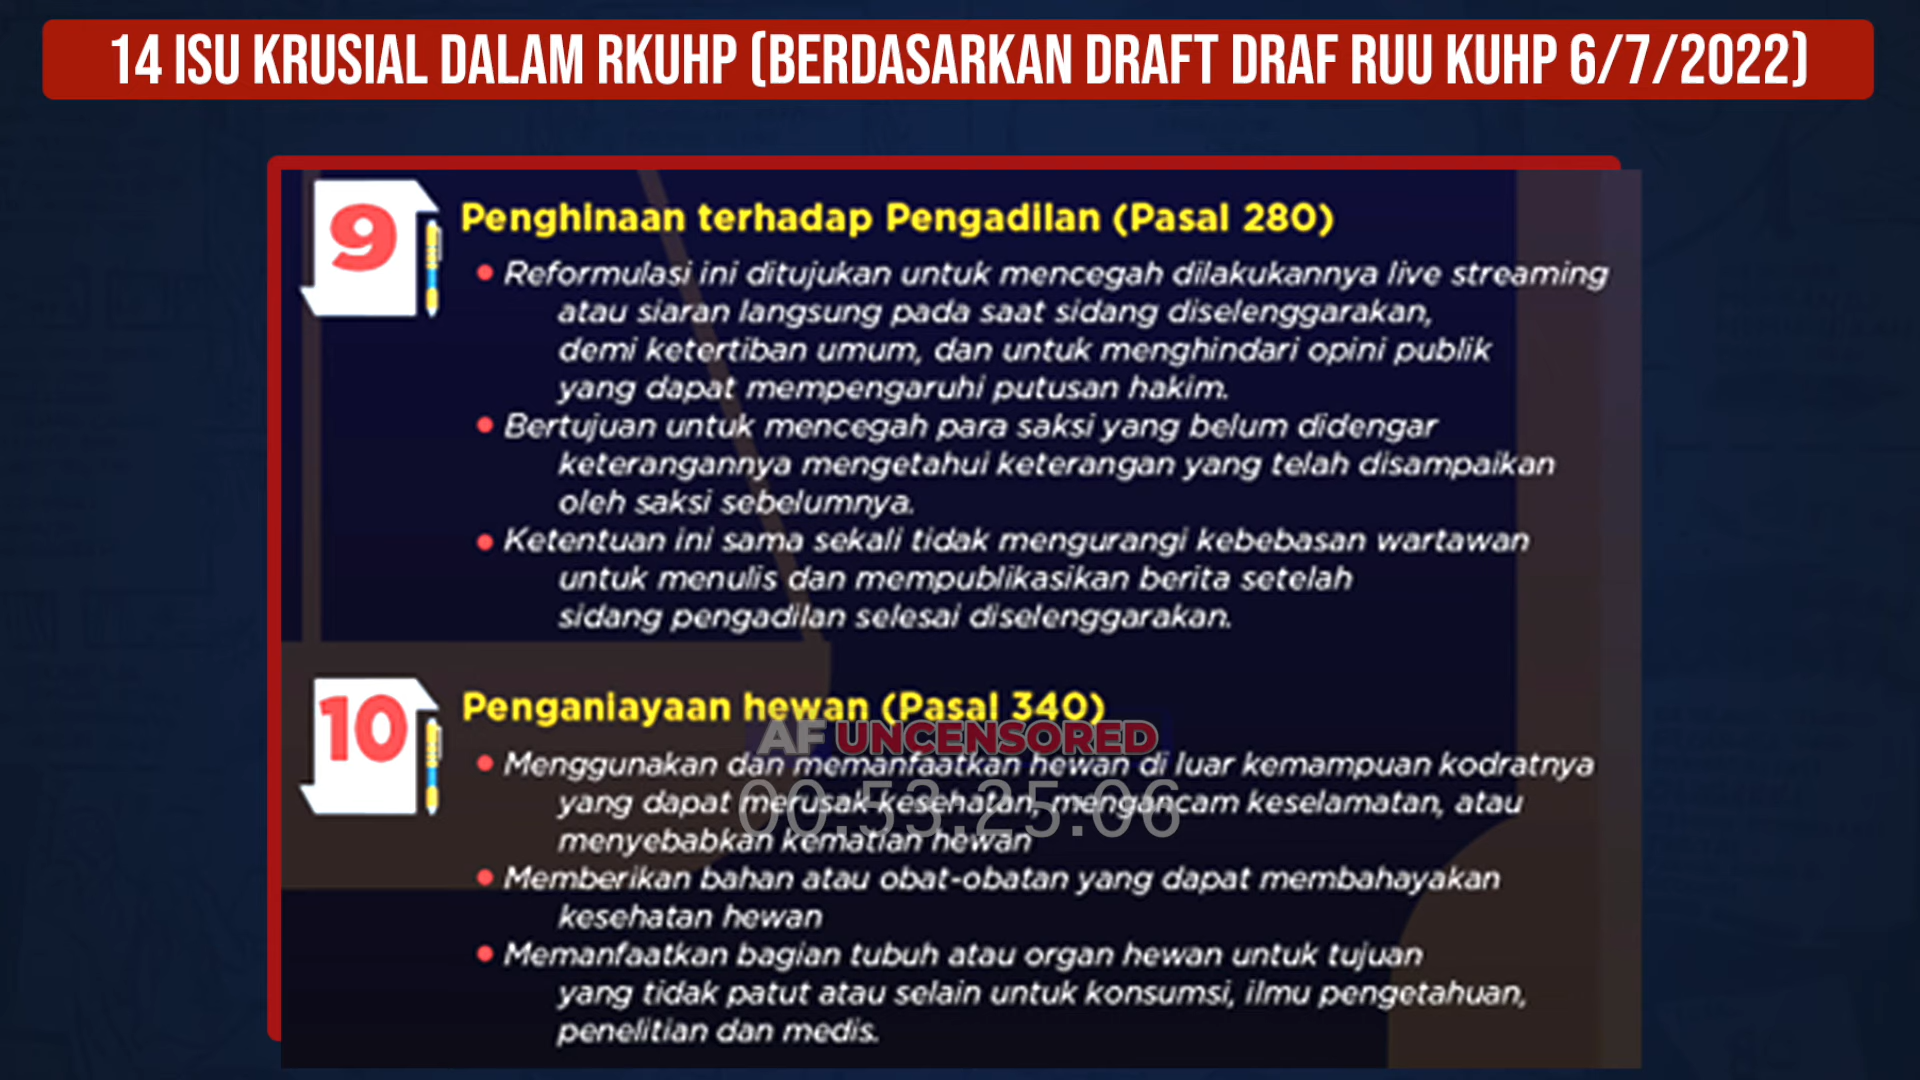 14 ISU KRUSIAL DALAM RKUHP (BERDASARKAN DRAFT DRAF RUU KUHP 6/7/2022)
9
Penghinaan terhadap Pengadilan (Pasal 280)
Reformulasi ini ditujukan untuk mencegah dilakukannya live streaming
atau siaran langsung pada saat sidang diselenggarakan,
demi ketertiban umum, dan untuk menghindari opini publik
yang dapat mempengaruhi putusan hakim.
Bertujuan untuk mencegah para saksi yang belum didengar
keterangannya mengetahui keterangan yang telah disampaikan
oleh saksi sebelumnya.
Ketentuan ini sama sekali tidak mengurangi kebebasan wartawan
untuk menulis dan mempublikasikan berita setelah
sidang pengadilan selesai diselenggarakan.
10
Penganiayaan hewan (Pasal 340)
AF UNCENSORED
Menggunakan dan memanfaatkan hewan di luar kemampuan kodratnya
yang dapat merusak kesehatan, mengancam keselamatan, atau
00:53:25:06
menyebabkan kematian hewan
Memberikan bahan atau obat-obatan yang dapat membahayakan
kesehatan hewan
Memanfaatkan bagian tubuh atau organ hewan untuk tujuan
yang tidak patut atau selain untuk konsumsi, ilmu pengetahuan,
penelitian dan medis.